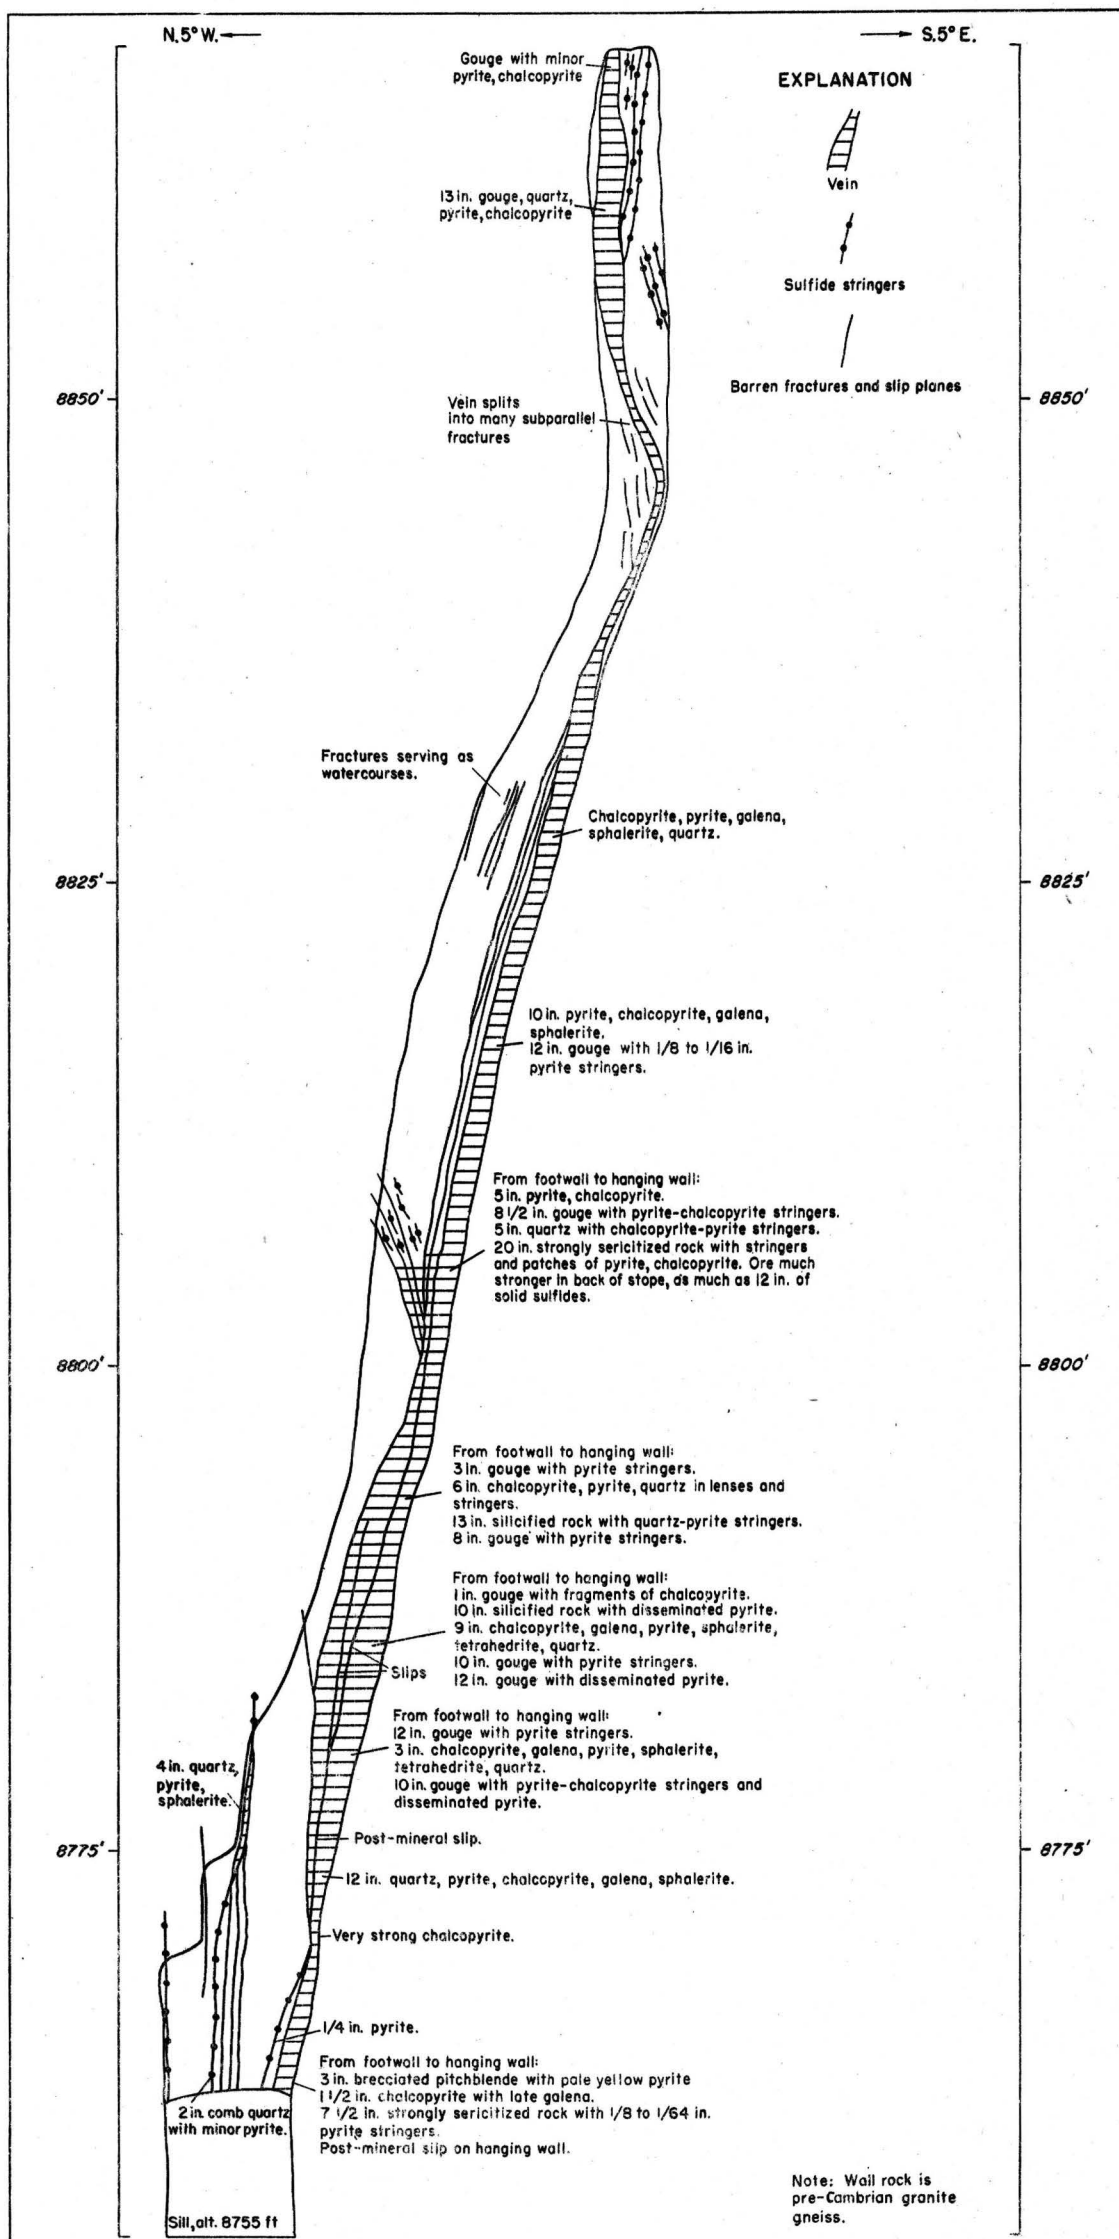 N.5°W.
S.5°E.
Gouge with minor
pyrite, chalcopyrite
EXPLANATION
Vein
13 in. gouge, quartz,
pyrite, chalcopyrite
Sulfide stringers
Barren fractures and slip planes
8850'
8850'
Vein splits
into many subparallel
fractures
Fractures serving as
watercourses.
Chalcopyrite, pyrite, galena,
sphalerite, quartz.
8825'
8825'
10 in. pyrite, chalcopyrite, galena,
sphalerite.
12 in. gouge with 1/8 to 1/16 in.
pyrite stringers.
From footwall to hanging wall:
5 in. pyrite, chalcopyrite.
8 1/2 in. gouge with pyrite-chalcopyrite stringers.
5 in. quartz with chalcopyrite-pyrite stringers.
20 in. strongly sericitized rock with stringers
and patches of pyrite, chalcopyrite. Ore much
stronger in back of stope, as much as 12 in. of
solid sulfides.
8800'
8800'
From footwall to hanging wall:
3 in. gouge with pyrite stringers.
6 in. chalcopyrite, pyrite, quartz in lenses and
stringers.
13 in. silicified rock with quartz-pyrite stringers.
8 in. gouge with pyrite stringers.
From footwall to hanging wall:
1 in. gouge with fragments of chalcopyrite.
10 in. silicified rock with disseminated pyrite.
9 in. chalcopyrite, galena, pyrite, sphalerite,
tetrahedrite, quartz.
10 in. gouge with pyrite stringers.
12 in. gouge with disseminated pyrite.
Slips
From footwall to hanging wall:
12 in. gouge with pyrite stringers.
3 in. chalcopyrite, galena, pyrite, sphalerite,
tetrahedrite, quartz.
10 in. gouge with pyrite-chalcopyrite stringers and
disseminated pyrite.
4 in. quartz,
pyrite,
sphalerite.
Post-mineral slip.
8775'
8775'
12 in. quartz, pyrite, chalcopyrite, galena, sphalerite.
Very strong chalcopyrite.
1/4 in. pyrite.
From footwall to hanging wall:
3 in. brecciated pitchblende with pale yellow pyrite
1 1/2 in. chalcopyrite with late galena.
7 1/2 in. strongly sericitized rock with 1/8 to 1/64 in.
pyrite stringers.
Post-mineral slip on hanging wall.
2 in. comb quartz
with minor pyrite.
Sill, alt. 8755 ft
Note: Wall rock is
pre-Cambrian granite
gneiss.